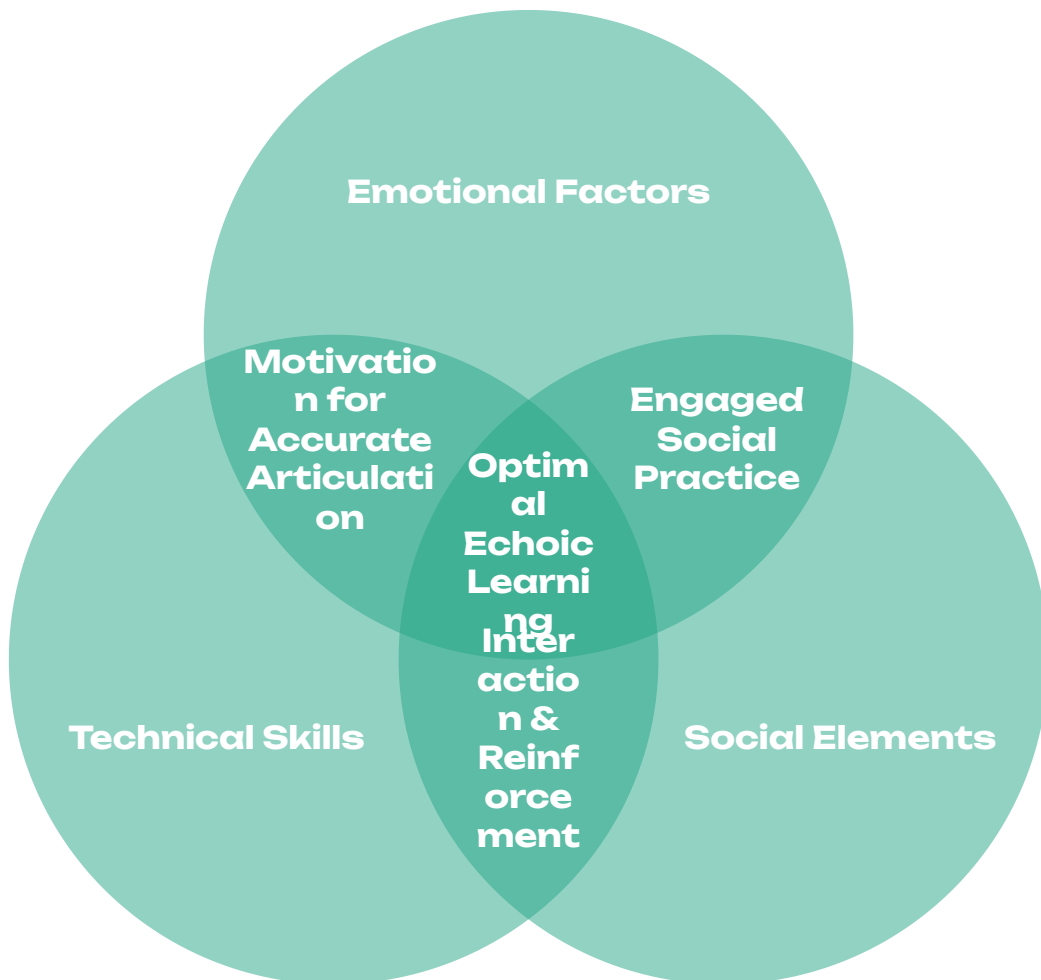 Emotional Factors
Motivatio
n for
Accurate
Articulati
on
Engaged
Social
Practice
Optim
al
Echoic
Learni
ng
Inter
actio
n &
Reinf
orce
ment
Technical Skills
Social Elements